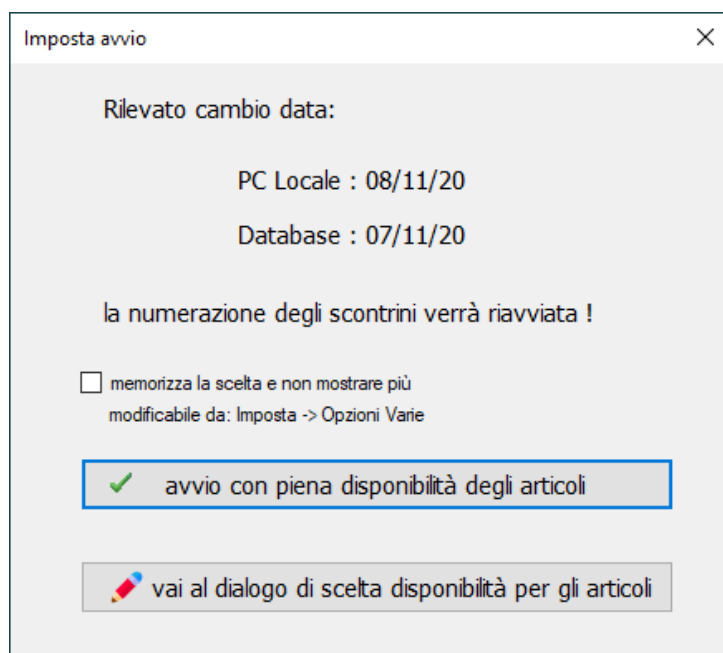 Imposta avvio
Rilevato cambio data:
PC Locale : 08/11/20
Database : 07/11/20
la numerazione degli scontrini verrà riavviata !
memorizza la scelta e non mostrare più
modificabile da: Imposta -> Opzioni Varie
avvio con piena disponibilità degli articoli
vai al dialogo di scelta disponibilità per gli articoli